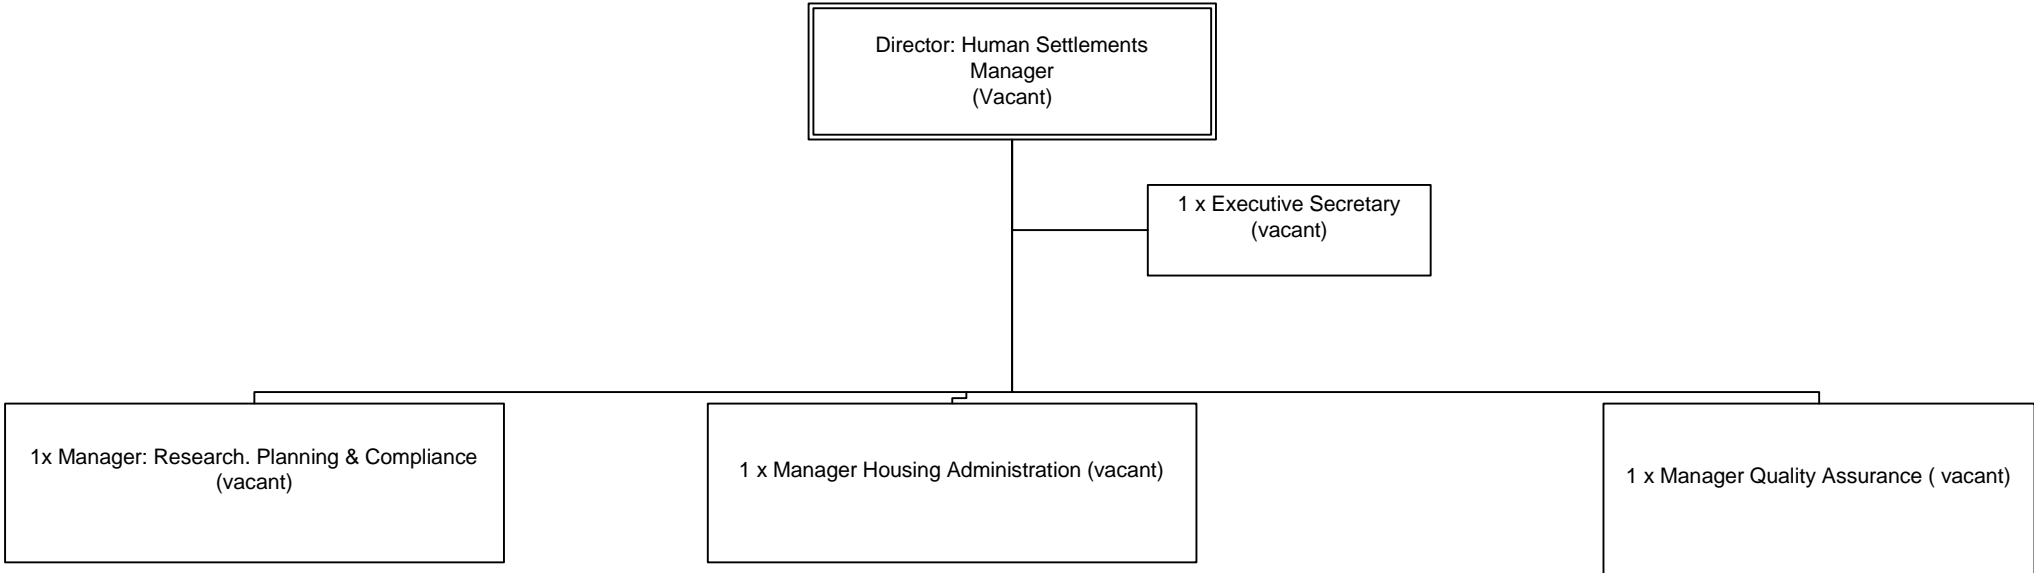 Director: Human Settlements
Manager
(Vacant)
1 x Executive Secretary
(vacant)
1x Manager: Research. Planning & Compliance
(vacant)
1 x Manager Housing Administration (vacant)
1 x Manager Quality Assurance ( vacant)